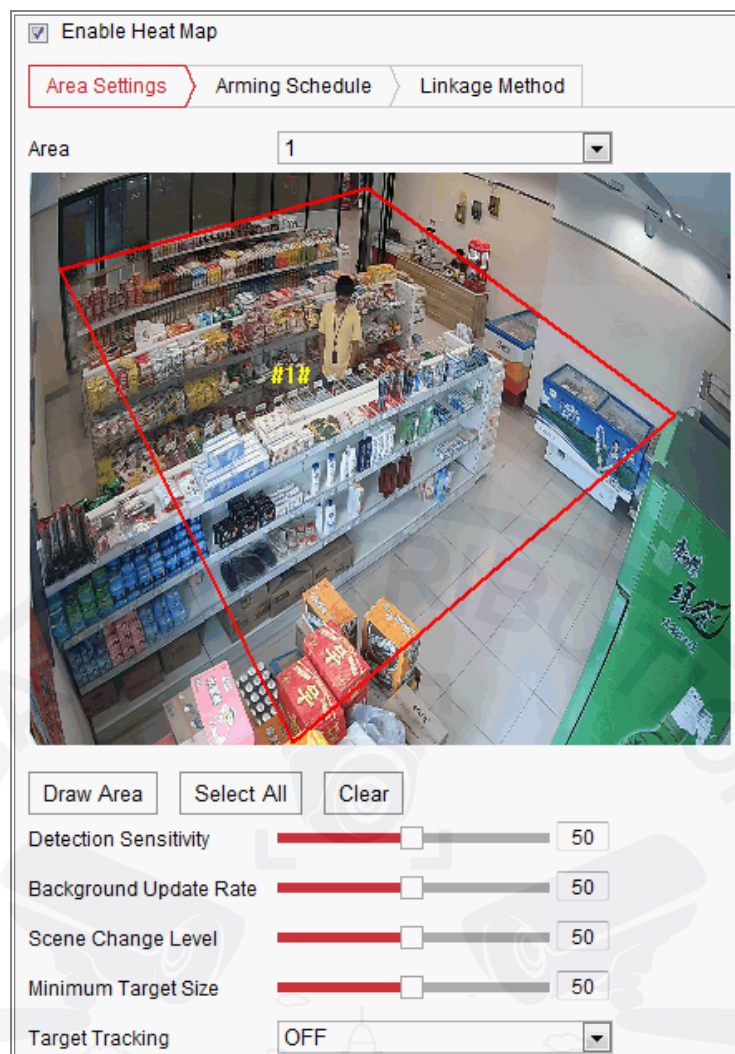 Enable Heat Map
Area Settings
Arming Schedule
Linkage Method
Area
1
#1#
Draw Area
Select All
Clear
Detection Sensitivity
50
Background Update Rate
50
Scene Change Level
50
Minimum Target Size
50
Target Tracking
OFF